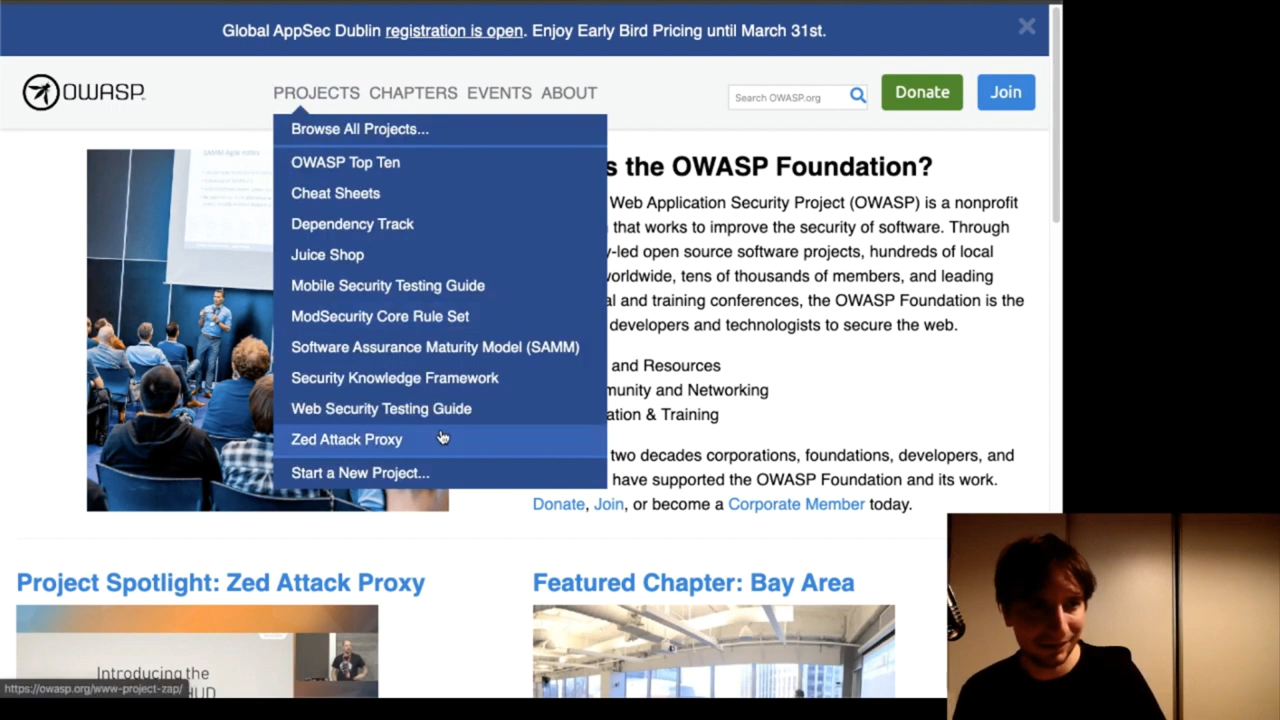 Global AppSec Dublin registration is open. Enjoy Early Bird Pricing until March 31st.
OWASP
PROJECTS CHAPTERS EVENTS ABOUT
Search OWASP.org
Donate
Join
Browse All Projects...
OWASP Top Ten
Cheat Sheets
Dependency Track
Juice Shop
Mobile Security Testing Guide
ModSecurity Core Rule Set
Software Assurance Maturity Model (SAMM)
Security Knowledge Framework
Web Security Testing Guide
Zed Attack Proxy
Start a New Project...
s the OWASP Foundation?
Web Application Security Project (OWASP) is a nonprofit
that works to improve the security of software. Through
y-led open source software projects, hundreds of local
worldwide, tens of thousands of members, and leading
al and training conferences, the OWASP Foundation is the
developers and technologists to secure the web.
and Resources
munity and Networking
ation & Training
two decades corporations, foundations, developers, and
have supported the OWASP Foundation and its work.
Donate, Join, or become a Corporate Member today.
Project Spotlight: Zed Attack Proxy
Featured Chapter: Bay Area
Introducing the
HUD
https://owasp.org/www-project-zap/